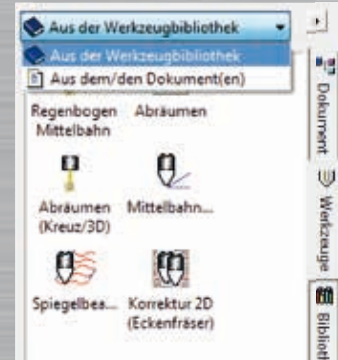 Aus der Werkzeugbibliothek
Aus der Werkzeugbibliothek
Aus dem/den Dokument(en)
Regenbogen Abräumen
Mittelbahn
Abräumen Mittelbahn...
(Kreuz/3D)
Spiegelbea... Korrektur 2D
(Eckenfräser)
Dokument
Werkzeuge
Biblioth